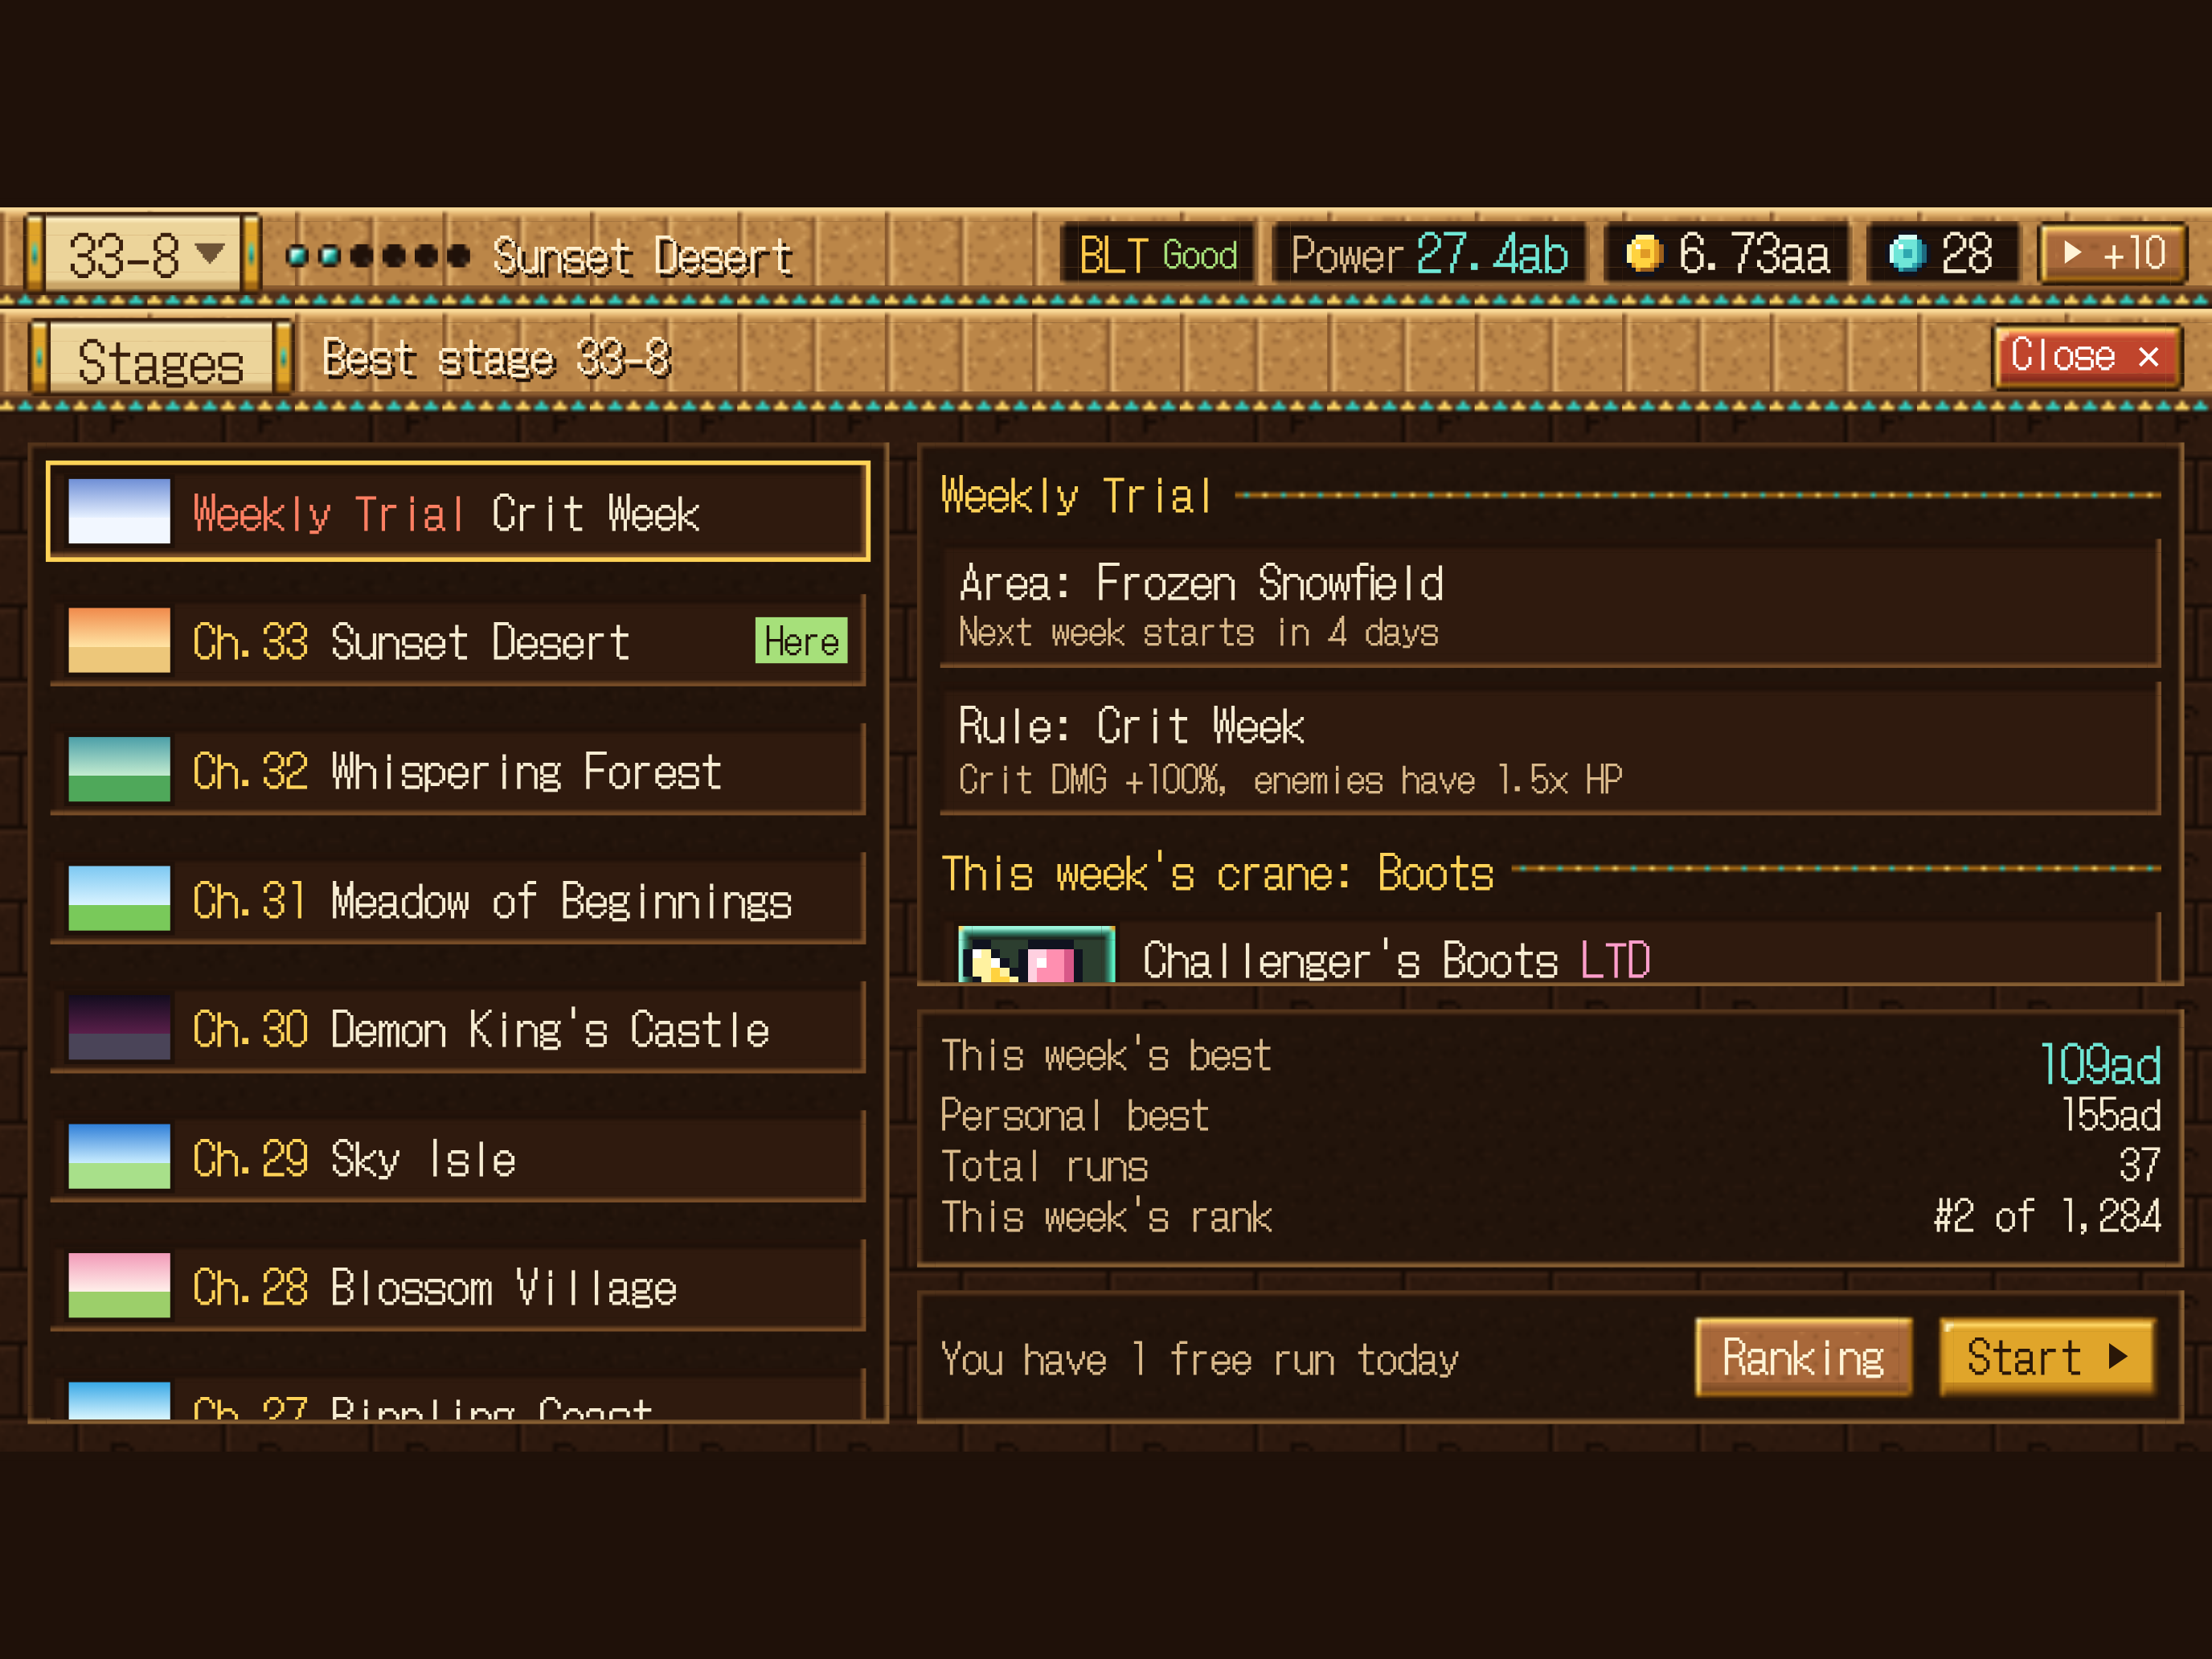 33-8 Sunset Desert BLT Good Power 27.4ab 6.73aa 28 +10
Stages Best stage 33-8 Close ×
Weekly Trial Crit Week
Ch.33 Sunset Desert Here
Ch.32 Whispering Forest
Ch.31 Meadow of Beginnings
Ch.30 Demon King's Castle
Ch.29 Sky Isle
Ch.28 Blossom Village
Ch.27 Rippling Coast
Weekly Trial
Area: Frozen Snowfield
Next week starts in 4 days
Rule: Crit Week
Crit DMG +100%, enemies have 1.5x HP
This week's crane: Boots
Challenger's Boots LTD
This week's best 109ad
Personal best 155ad
Total runs 37
This week's rank #2 of 1,284
You have 1 free run today Ranking Start